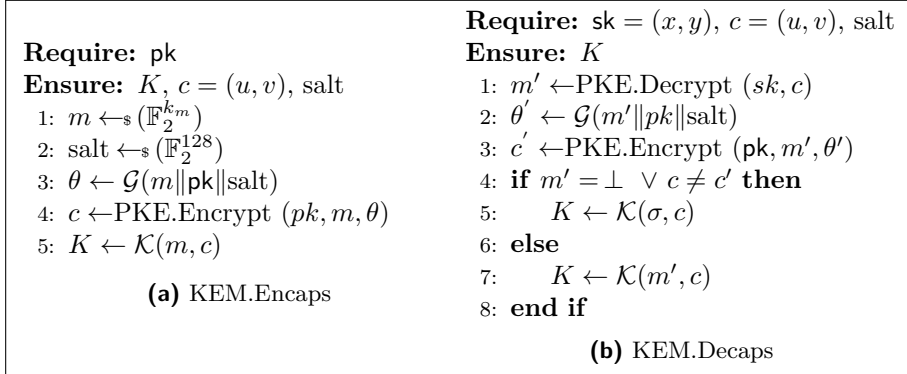 Require: pk
Ensure: K, c = (u, v), salt
1: m ←$ (𝔽₂^{k_m})
2: salt ←$ (𝔽₂^{128})
3: θ ← 𝒢(m‖pk‖salt)
4: c ←PKE.Encrypt (pk, m, θ)
5: K ← 𝒦(m, c)
(a) KEM.Encaps
Require: sk = (x, y), c = (u, v), salt
Ensure: K
1: m′ ←PKE.Decrypt (sk, c)
2: θ′ ← 𝒢(m′‖pk‖salt)
3: c′ ←PKE.Encrypt (pk, m′, θ′)
4: if m′ = ⊥ ∨ c ≠ c′ then
5: K ← 𝒦(σ, c)
6: else
7: K ← 𝒦(m′, c)
8: end if
(b) KEM.Decaps